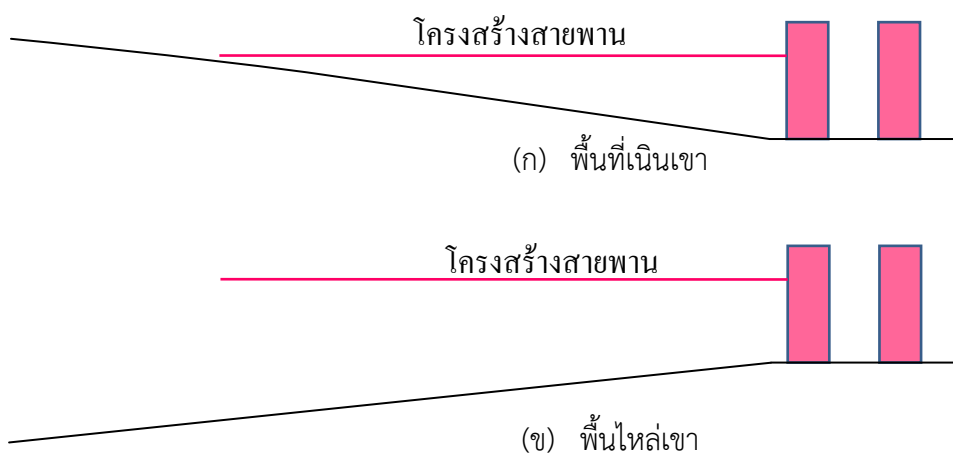 โครงสร้างสายพาน
(ก) พื้นที่เนินเขา
โครงสร้างสายพาน
(ข) พื้นไหล่เขา